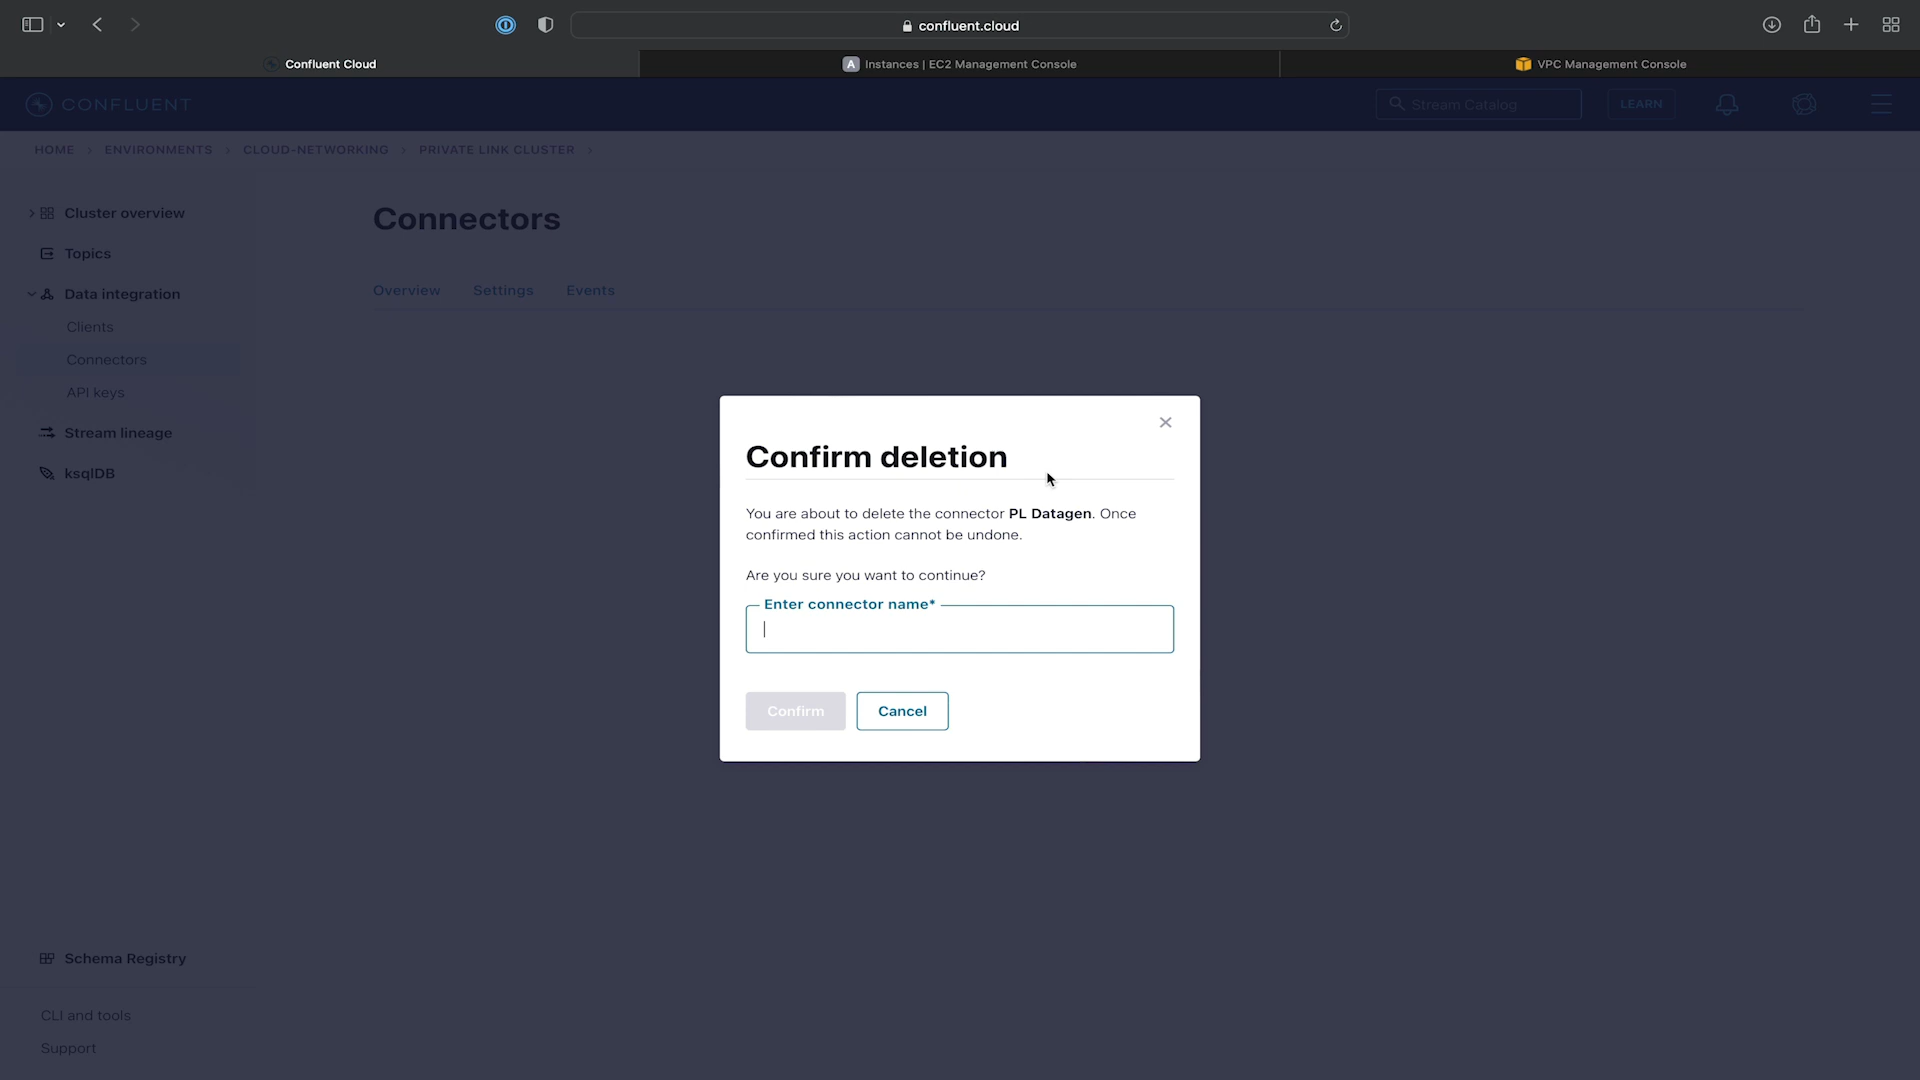 confluent.cloud
Confluent Cloud
A Instances | EC2 Management Console
VPC Management Console
CONFLUENT
Stream Catalog
LEARN
HOME > ENVIRONMENTS > CLOUD-NETWORKING > PRIVATE LINK CLUSTER >
Cluster overview
Topics
Data integration
Clients
Connectors
API keys
Stream lineage
ksqlDB
Schema Registry
CLI and tools
Support
Connectors
Overview Settings Events
Confirm deletion
You are about to delete the connector PL Datagen. Once
confirmed this action cannot be undone.
Are you sure you want to continue?
Enter connector name*
Confirm Cancel